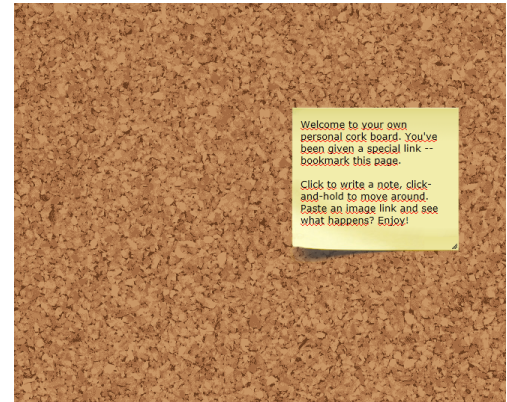 Welcome to your own
personal cork board. You've
been given a special link --
bookmark this page.
Click to write a note, click-
and-hold to move around.
Paste an image link and see
what happens? Enjoy!